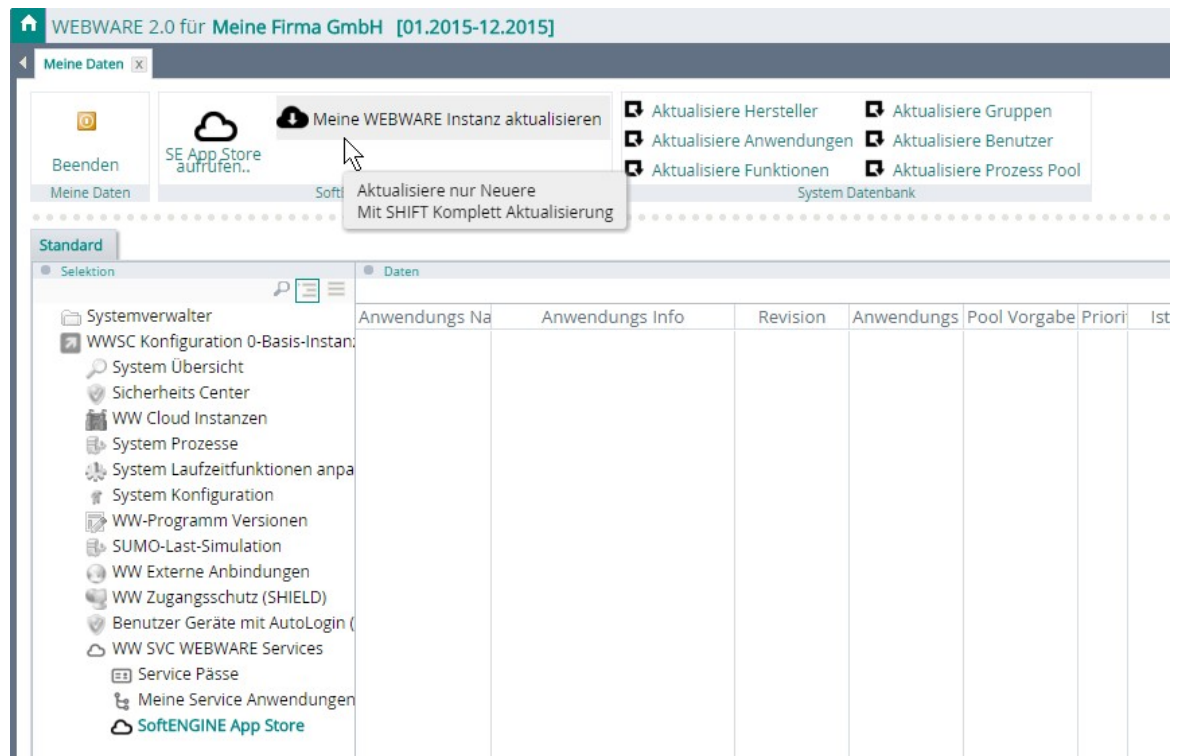 WEBWARE 2.0 für Meine Firma GmbH [01.2015-12.2015]
Meine Daten x
Beenden
Meine Daten
SE App Store
aufrufen..
Meine WEBWARE Instanz aktualisieren
Soft
Aktualisiere nur Neuere
Mit SHIFT Komplett Aktualisierung
Aktualisiere Hersteller
Aktualisiere Gruppen
Aktualisiere Anwendungen
Aktualisiere Benutzer
Aktualisiere Funktionen
Aktualisiere Prozess Pool
System Datenbank
Standard
Selektion
Daten
Anwendungs Na Anwendungs Info Revision Anwendungs Pool Vorgabe Priori Ist
Systemverwalter
WWSC Konfiguration 0-Basis-Instanz
System Übersicht
Sicherheits Center
WW Cloud Instanzen
System Prozesse
System Laufzeitfunktionen anpa
System Konfiguration
WW-Programm Versionen
SUMO-Last-Simulation
WW Externe Anbindungen
WW Zugangsschutz (SHIELD)
Benutzer Geräte mit AutoLogin (
WW SVC WEBWARE Services
Service Pässe
Meine Service Anwendungen
SoftENGINE App Store